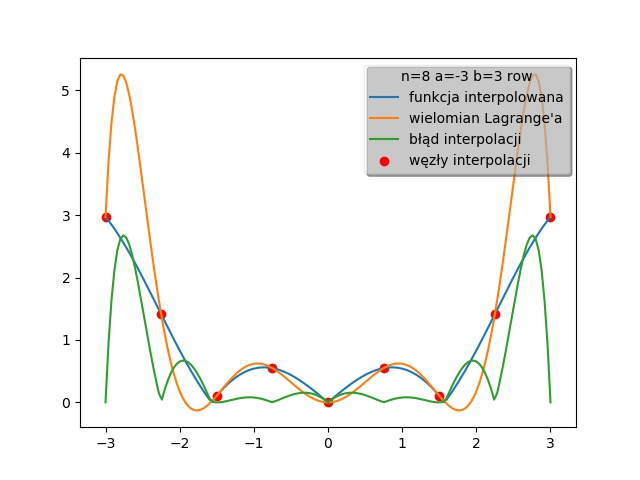 n=8 a=-3 b=3 row
funkcja interpolowana
wielomian Lagrange'a
błąd interpolacji
węzły interpolacji
5
4
3
2
1
0
−3 −2 −1 0 1 2 3